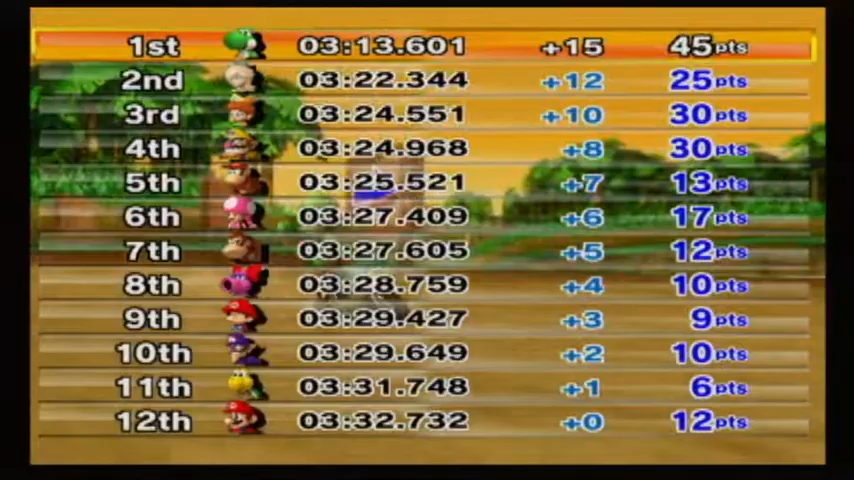 1st 03:13.601 +15 45pts
2nd 03:22.344 +12 25pts
3rd 03:24.551 +10 30pts
4th 03:24.968 +8 30pts
5th 03:25.521 +7 13pts
6th 03:27.409 +6 17pts
7th 03:27.605 +5 12pts
8th 03:28.759 +4 10pts
9th 03:29.427 +3 9pts
10th 03:29.649 +2 10pts
11th 03:31.748 +1 6pts
12th 03:32.732 +0 12pts